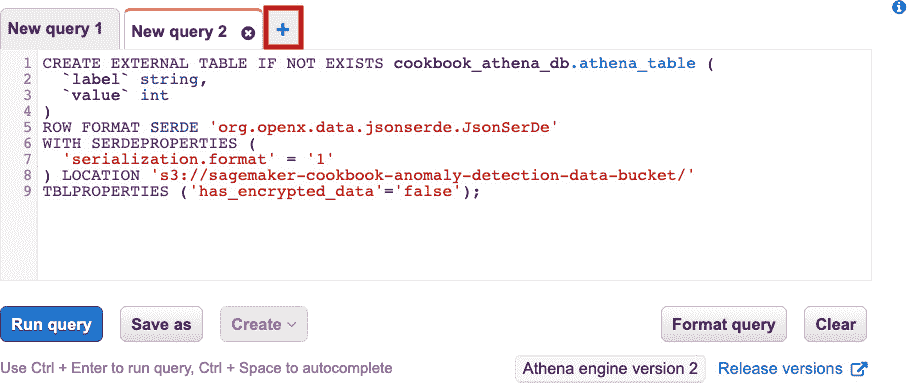 New query 1
New query 2
+
1 CREATE EXTERNAL TABLE IF NOT EXISTS cookbook_athena_db.athena_table (
2   `label` string,
3   `value` int
4 )
5 ROW FORMAT SERDE 'org.openx.data.jsonserde.JsonSerDe'
6 WITH SERDEPROPERTIES (
7   'serialization.format' = '1'
8 ) LOCATION 's3://sagemaker-cookbook-anomaly-detection-data-bucket/'
9 TBLPROPERTIES ('has_encrypted_data'='false');
Run query Save as Create Format query Clear
Use Ctrl + Enter to run query, Ctrl + Space to autocomplete Athena engine version 2 Release versions